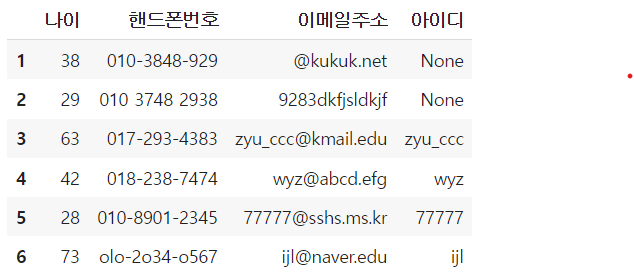 나이 핸드폰번호 이메일주소 아이디
1 38 010-3848-929 @kukuk.net None
2 29 010 3748 2938 9283dkfjsldkjf None
3 63 017-293-4383 zyu_ccc@kmail.edu zyu_ccc
4 42 018-238-7474 wyz@abcd.efg wyz
5 28 010-8901-2345 77777@sshs.ms.kr 77777
6 73 olo-2o34-o567 ijl@naver.edu ijl